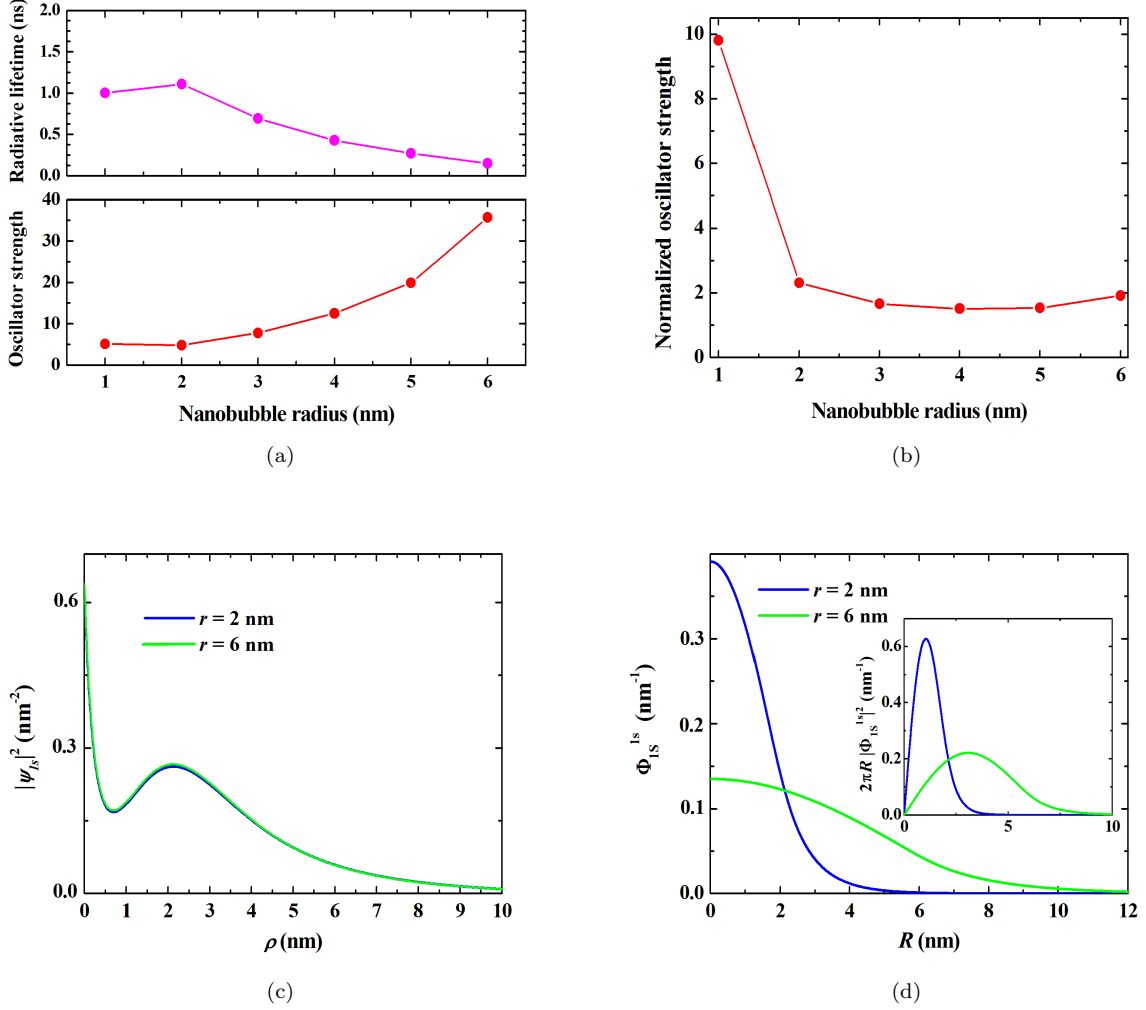 Radiative lifetime (ns)
2.0
1.5
1.0
0.5
0.0
Oscillator strength
40
30
20
10
0
1 2 3 4 5 6
Nanobubble radius (nm)
(a)
Normalized oscillator strength
10
8
6
4
2
0
1 2 3 4 5 6
Nanobubble radius (nm)
(b)
|ψ1s|² (nm⁻²)
0.6
0.3
0.0
r = 2 nm
r = 6 nm
0 1 2 3 4 5 6 7 8 9 10
ρ (nm)
(c)
Φ1S^1s (nm⁻¹)
0.3
0.2
0.1
0.0
r = 2 nm
r = 6 nm
2πR |Φ1S^1s|² (nm⁻¹)
0.6
0.4
0.2
0.0
0 5 10
0 2 4 6 8 10 12
R (nm)
(d)